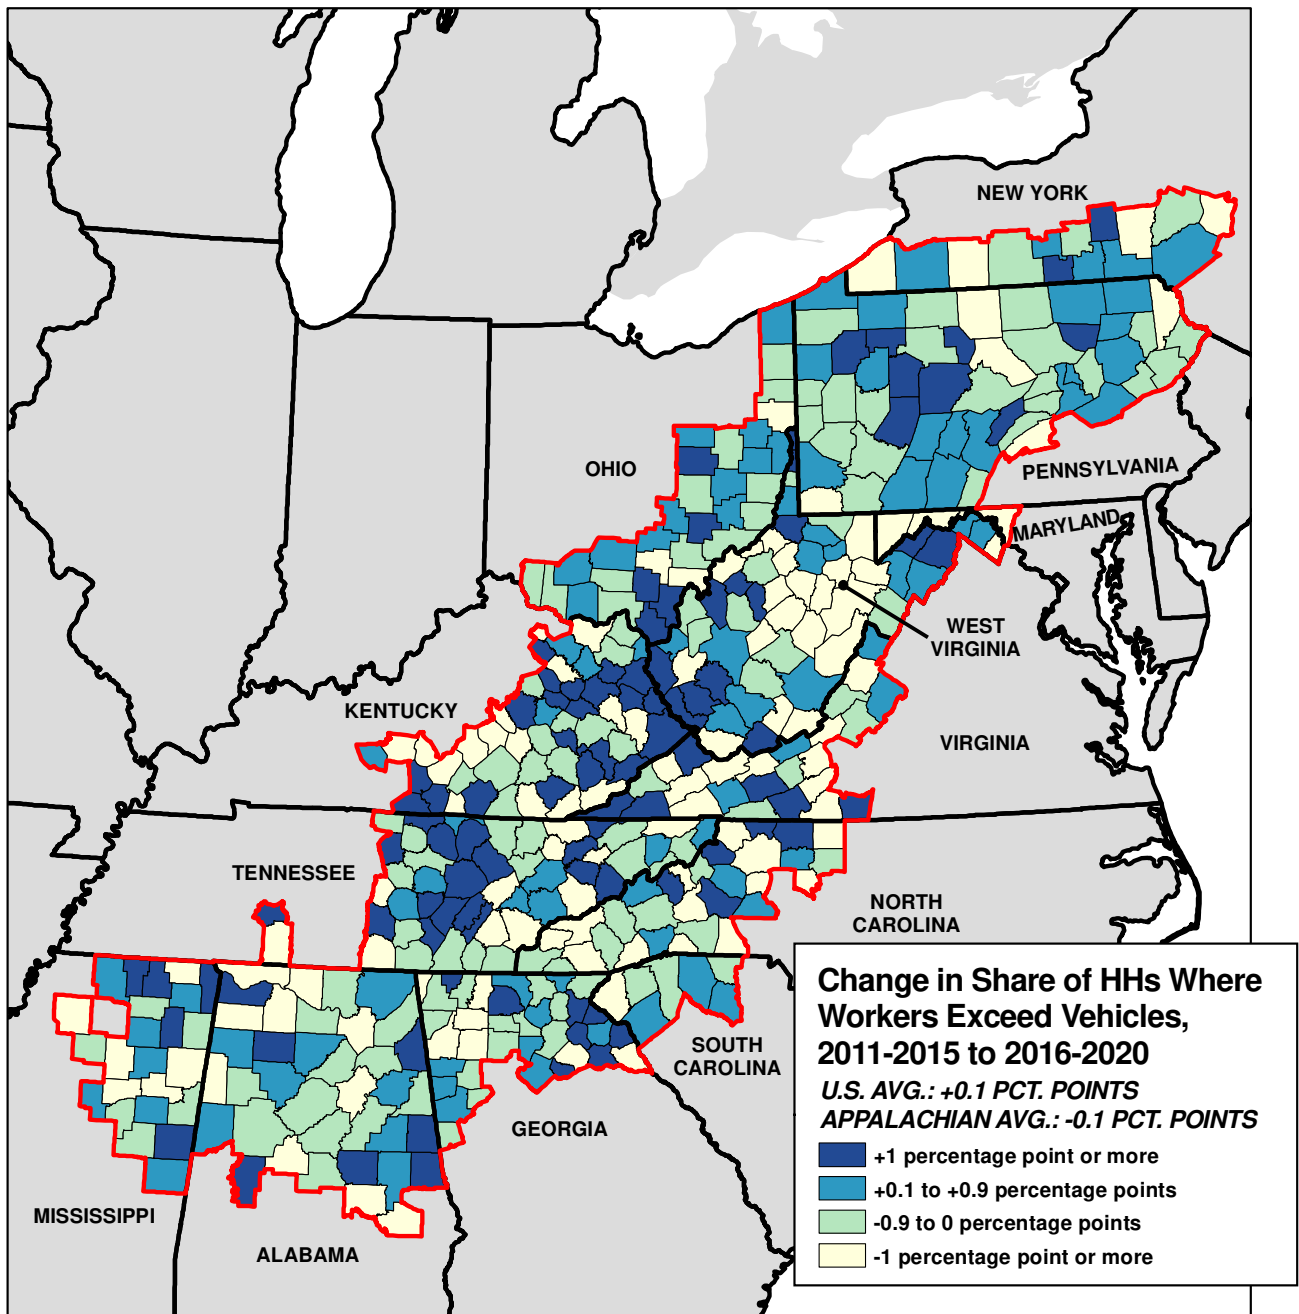 NEW YORK
OHIO
PENNSYLVANIA
MARYLAND
WEST
VIRGINIA
KENTUCKY
VIRGINIA
TENNESSEE
NORTH
CAROLINA
SOUTH
CAROLINA
GEORGIA
MISSISSIPPI
ALABAMA
Change in Share of HHs Where
Workers Exceed Vehicles,
2011-2015 to 2016-2020
U.S. AVG.: +0.1 PCT. POINTS
APPALACHIAN AVG.: -0.1 PCT. POINTS
+1 percentage point or more
+0.1 to +0.9 percentage points
-0.9 to 0 percentage points
-1 percentage point or more